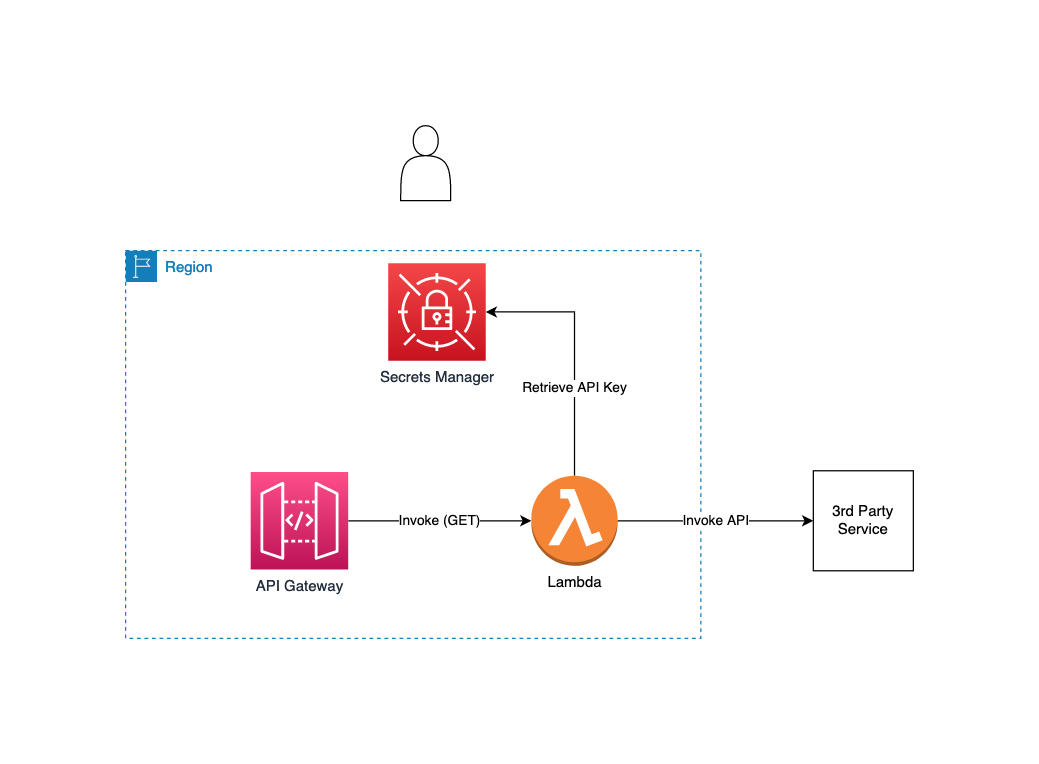 Region
Secrets Manager
Retrieve API Key
Invoke (GET)
Invoke API
3rd Party
Service
API Gateway
Lambda